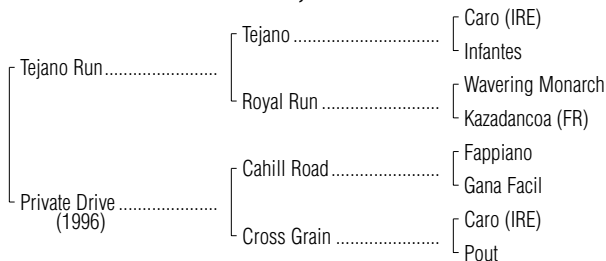 Caro (IRE)
Tejano
Infantes
Tejano Run
Wavering Monarch
Royal Run
Kazadancoa (FR)
Fappiano
Cahill Road
Gana Facil
Private Drive
(1996)
Caro (IRE)
Cross Grain
Pout